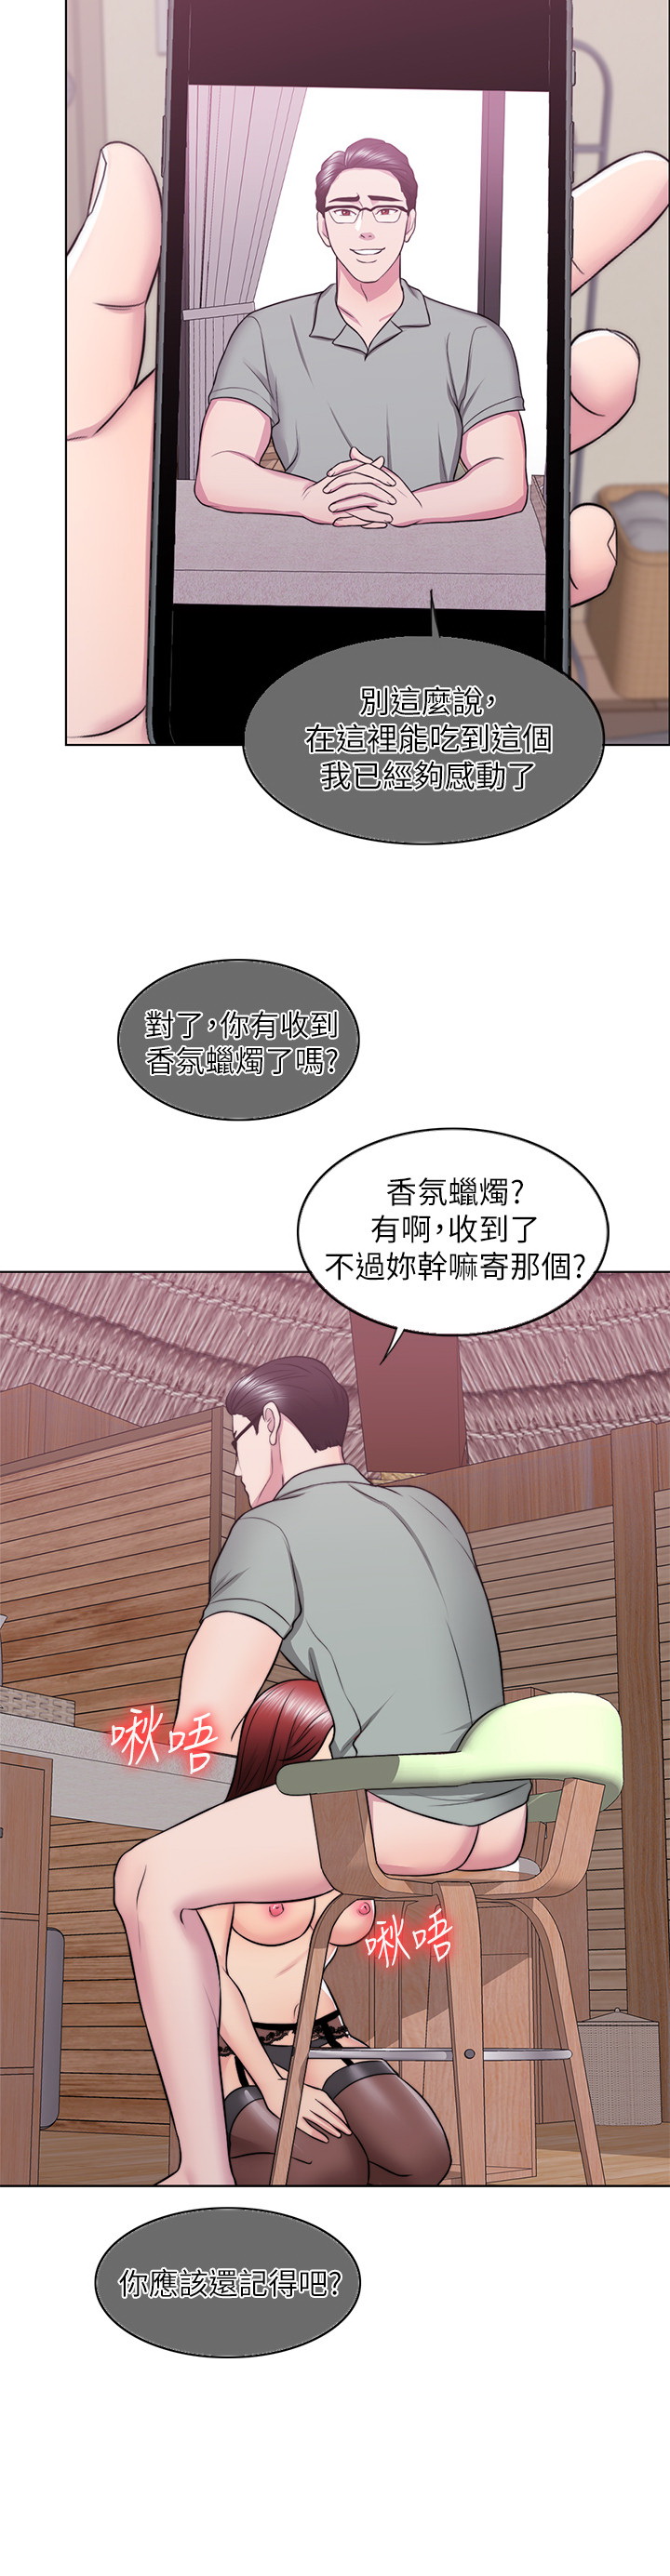 別這麼說，
在這裡能吃到這個
我已經夠感動了
對了，你有收到
香氛蠟燭了嗎？
香氛蠟燭？
有啊，收到了
不過妳幹嘛寄那個？
啾唔
啾唔
你應該還記得吧？